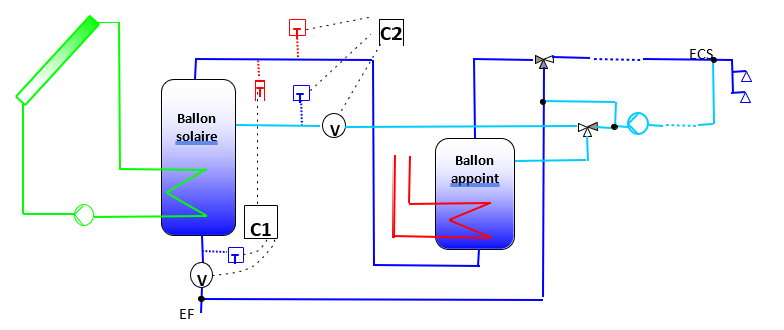 T
C2
ECS
T
T
Ballon
solaire
V
Ballon
appoint
C1
T
V
EF